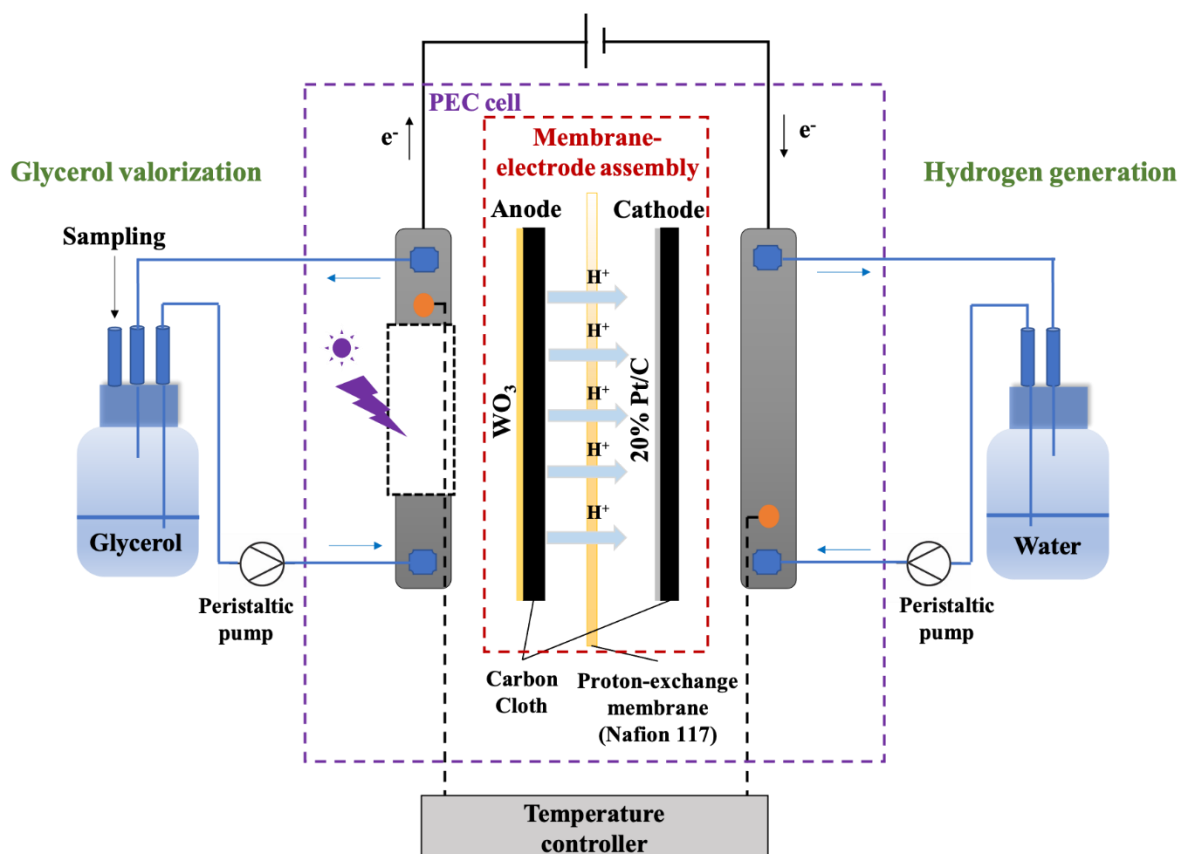 PEC cell
e-
e-
Membrane-
electrode assembly
Glycerol valorization
Hydrogen generation
Anode
Cathode
Sampling
H+
H+
H+
H+
H+
WO3
20% Pt/C
Glycerol
Water
Peristaltic
pump
Peristaltic
pump
Carbon
Cloth
Proton-exchange
membrane
(Nafion 117)
Temperature
controller